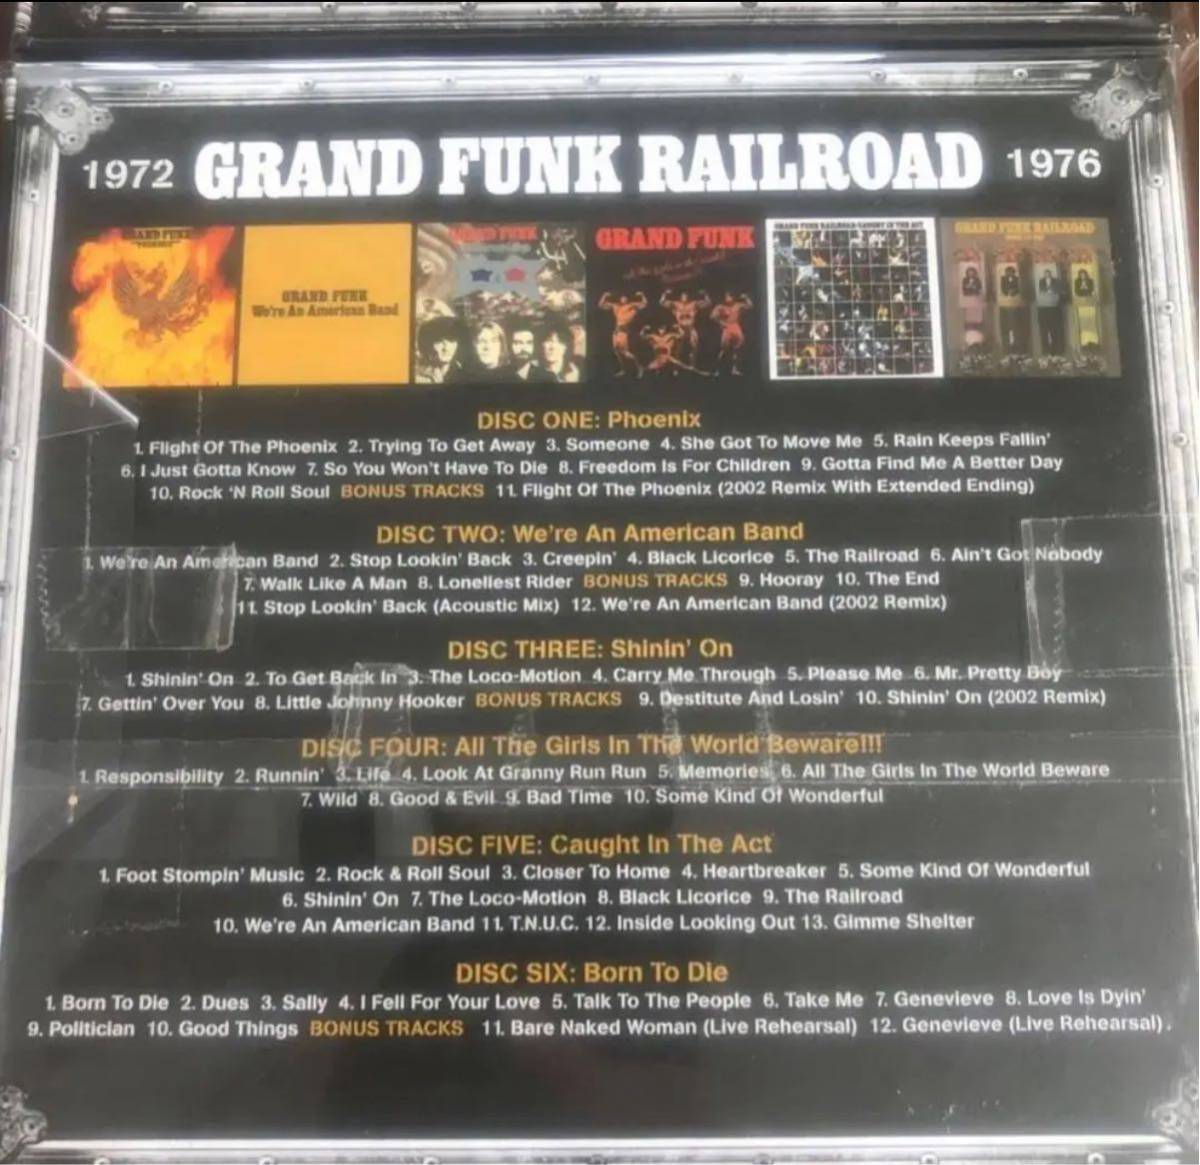 1972 GRAND FUNK RAILROAD 1976
GRAND FUNK
"PHOENIX"
GRAND FUNK
We're An American Band
GRAND FUNK
GRAND FUNK
GRAND FUNK RAILROAD CAUGHT IN THE ACT
GRAND FUNK RAILROAD
BORN TO DIE
DISC ONE: Phoenix
1. Flight Of The Phoenix 2. Trying To Get Away 3. Someone 4. She Got To Move Me 5. Rain Keeps Fallin'
6. I Just Gotta Know 7. So You Won't Have To Die 8. Freedom Is For Children 9. Gotta Find Me A Better Day
10. Rock 'N Roll Soul BONUS TRACKS 11. Flight Of The Phoenix (2002 Remix With Extended Ending)
DISC TWO: We're An American Band
1. We're An American Band 2. Stop Lookin' Back 3. Creepin' 4. Black Licorice 5. The Railroad 6. Ain't Got Nobody
7. Walk Like A Man 8. Loneliest Rider BONUS TRACKS 9. Hooray 10. The End
11. Stop Lookin' Back (Acoustic Mix) 12. We're An American Band (2002 Remix)
DISC THREE: Shinin' On
1. Shinin' On 2. To Get Back In 3. The Loco-Motion 4. Carry Me Through 5. Please Me 6. Mr. Pretty Boy
7. Gettin' Over You 8. Little Johnny Hooker BONUS TRACKS 9. Destitute And Losin' 10. Shinin' On (2002 Remix)
DISC FOUR: All The Girls In The World Beware!!!
1. Responsibility 2. Runnin' 3. Life 4. Look At Granny Run Run 5. Memories 6. All The Girls In The World Beware
7. Wild 8. Good & Evil 9. Bad Time 10. Some Kind Of Wonderful
DISC FIVE: Caught In The Act
1. Foot Stompin' Music 2. Rock & Roll Soul 3. Closer To Home 4. Heartbreaker 5. Some Kind Of Wonderful
6. Shinin' On 7. The Loco-Motion 8. Black Licorice 9. The Railroad
10. We're An American Band 11. T.N.U.C. 12. Inside Looking Out 13. Gimme Shelter
DISC SIX: Born To Die
1. Born To Die 2. Dues 3. Sally 4. I Fell For Your Love 5. Talk To The People 6. Take Me 7. Genevieve 8. Love Is Dyin'
9. Politician 10. Good Things BONUS TRACKS 11. Bare Naked Woman (Live Rehearsal) 12. Genevieve (Live Rehearsal).